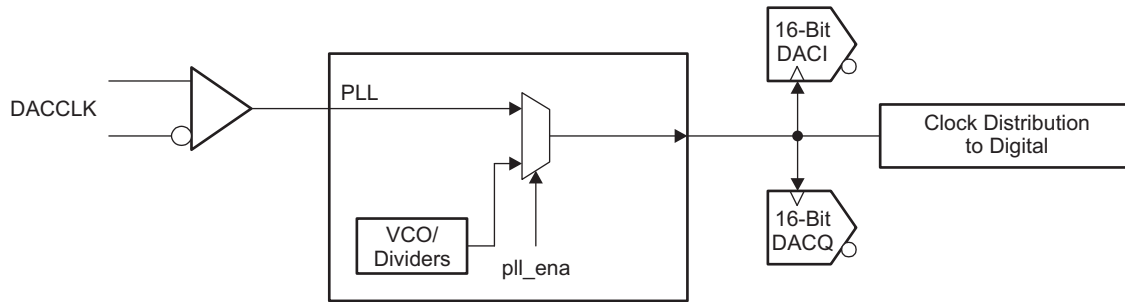 16-Bit
DACI
DACCLK
PLL
Clock Distribution
to Digital
VCO/
Dividers
pll_ena
16-Bit
DACQ